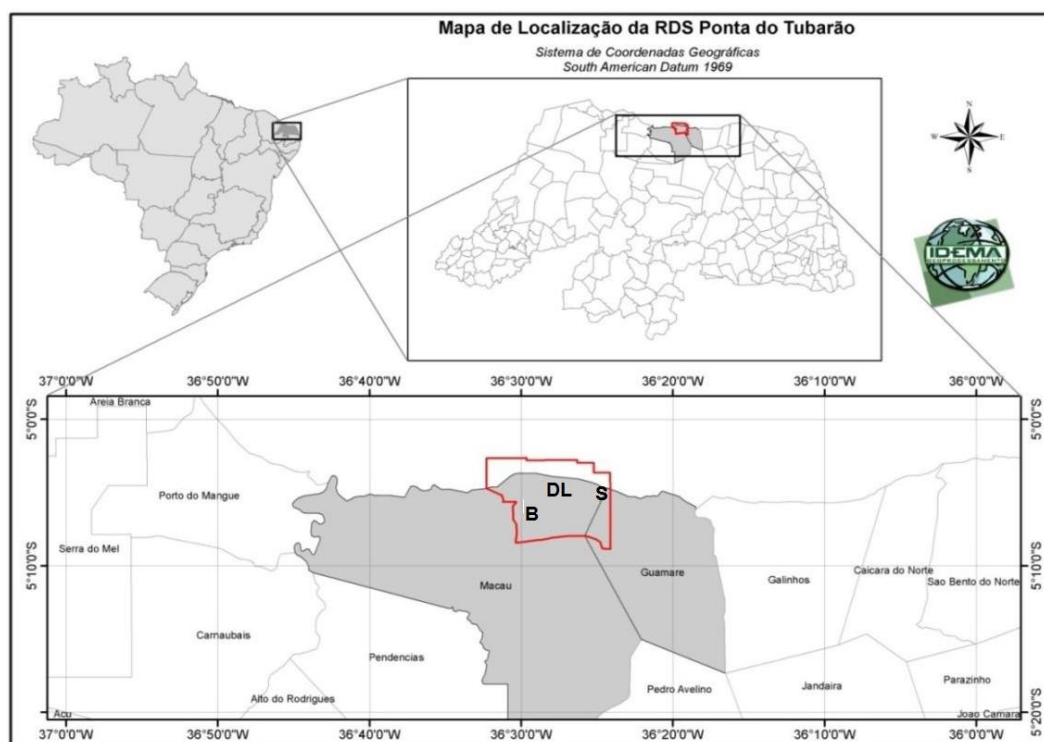 Mapa de Localização da RDS Ponta do Tubarão
Sistema de Coordenadas Geográficas
South American Datum 1969
N
W E
S
IDEMA
GEOPROCESSAMENTO
37°0'0"W 36°50'0"W 36°40'0"W 36°30'0"W 36°20'0"W 36°10'0"W 36°0'0"W
5°0'0"S 5°0'0"S
Areia Branca
Porto do Mangue
DL S
B
Serra do Mel
5°10'0"S 5°10'0"S
Macau
Guamare
Galinhos
Caicara do Norte
Sao Bento do Norte
Carnaubais
Pendencias
Alto do Rodrigues
Pedro Avelino
Jandaira
Parazinho
Acu
Joao Camara
5°20'0"S
37°0'0"W 36°50'0"W 36°40'0"W 36°30'0"W 36°20'0"W 36°10'0"W 36°0'0"W